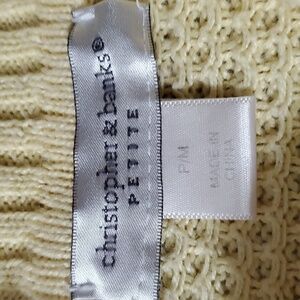 christopher & banks®
PETITE
P/M
MADE IN
CHINA